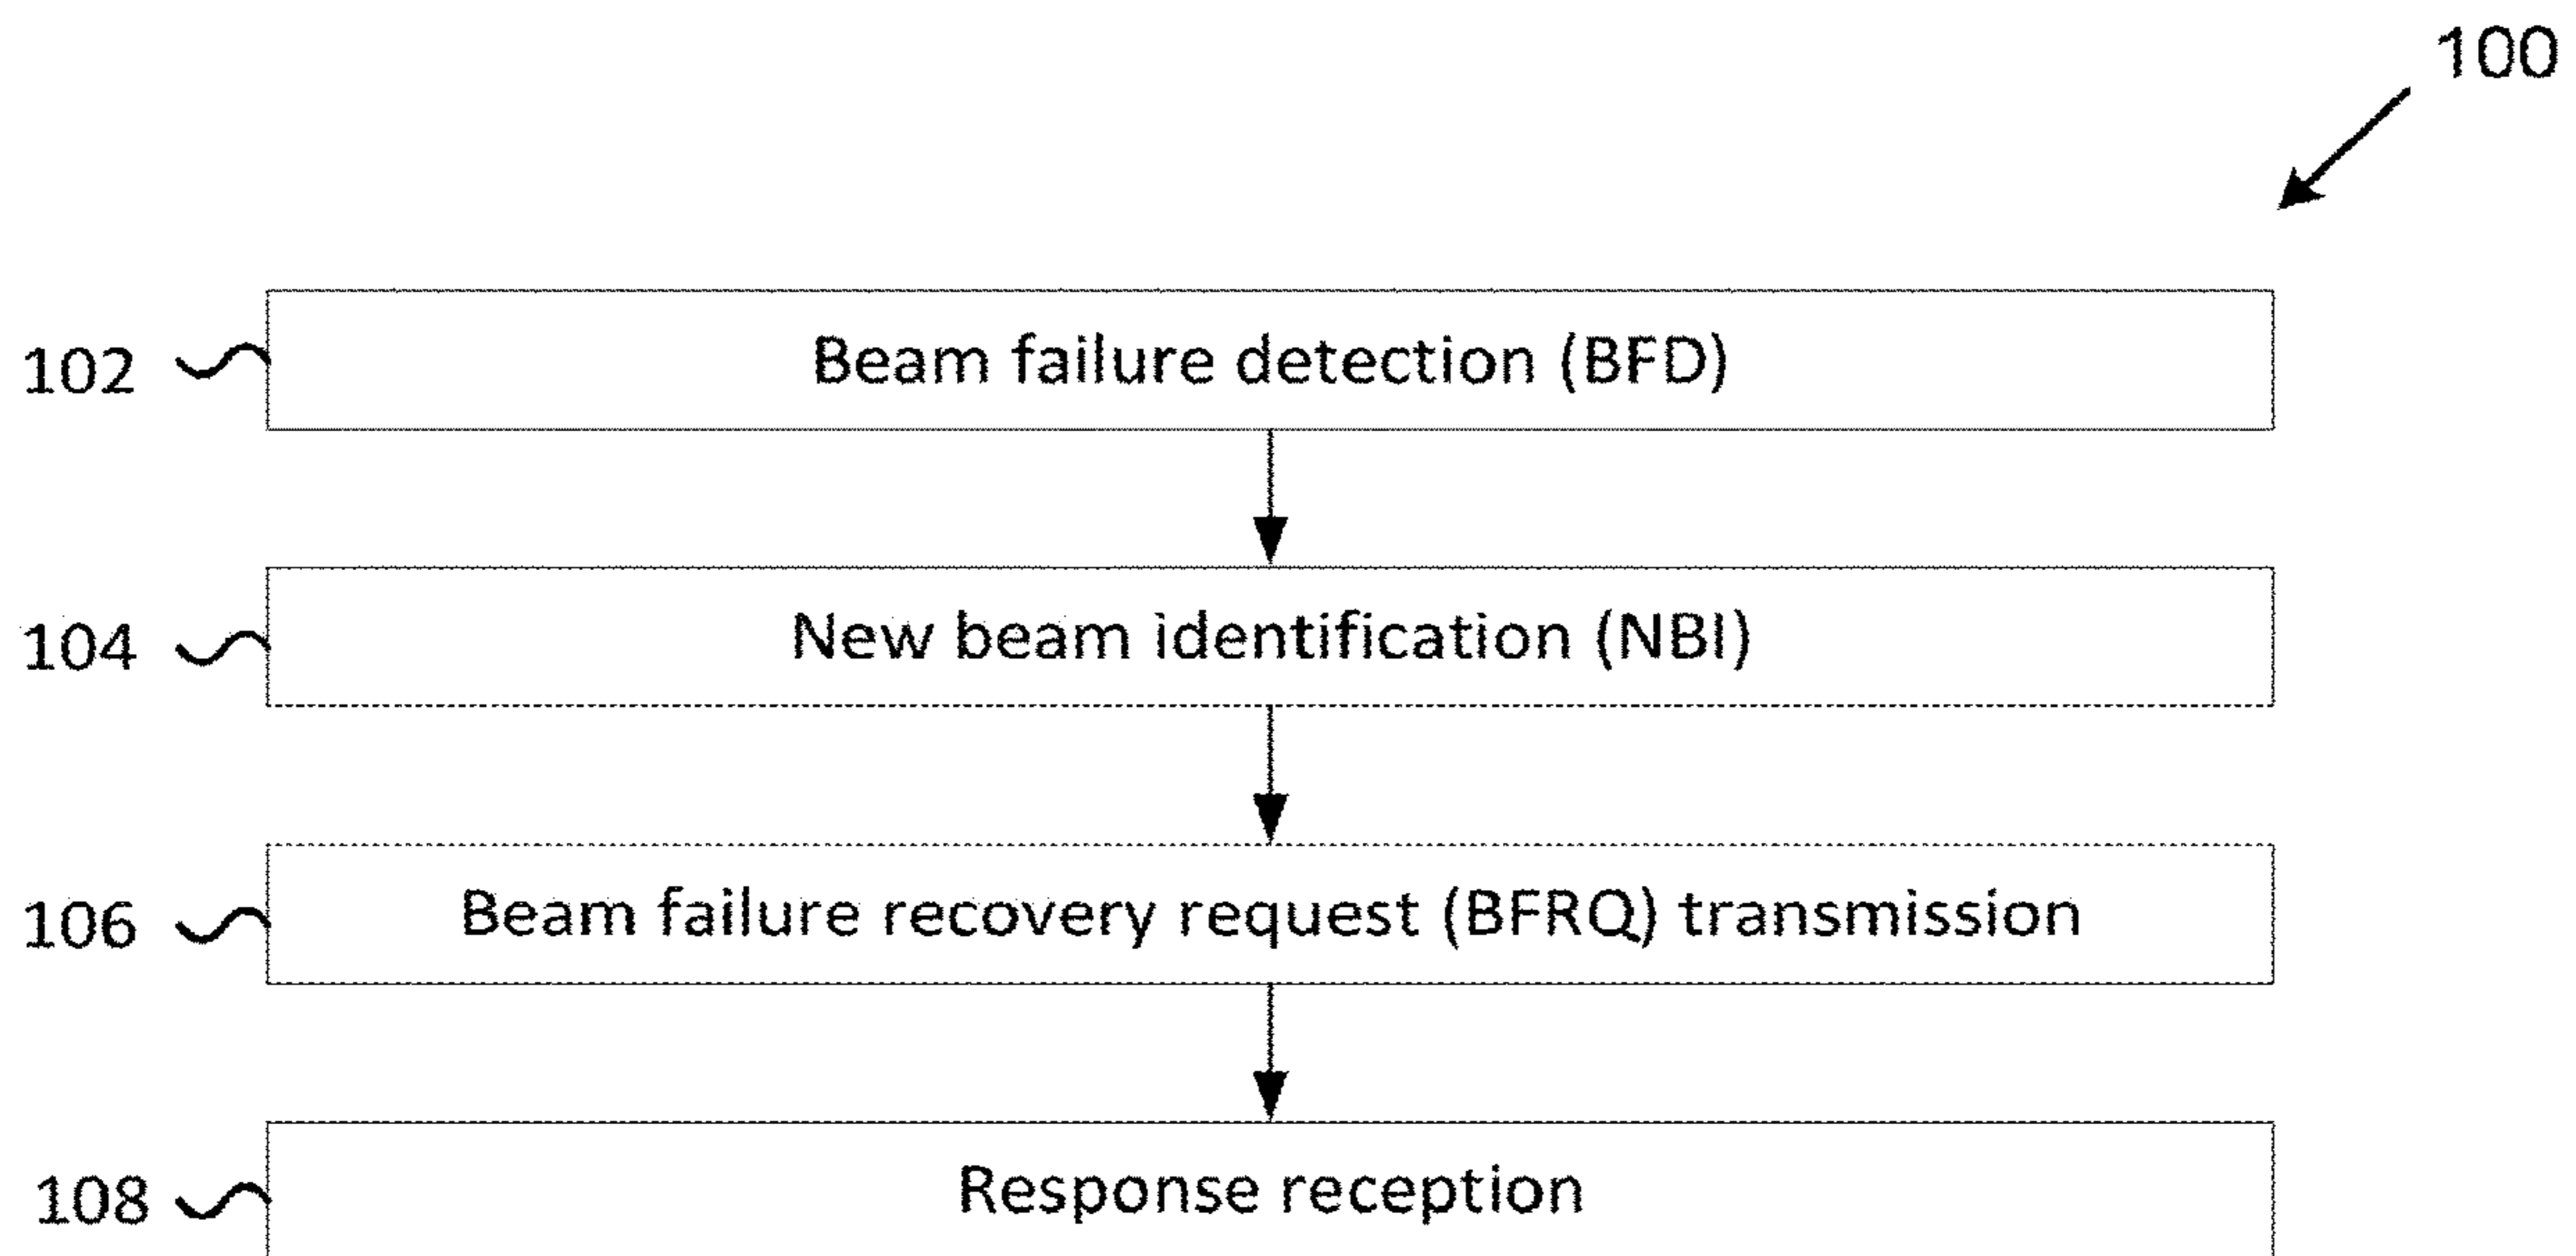 100
102 Beam failure detection (BFD)
104 New beam identification (NBI)
106 Beam failure recovery request (BFRQ) transmission
108 Response reception